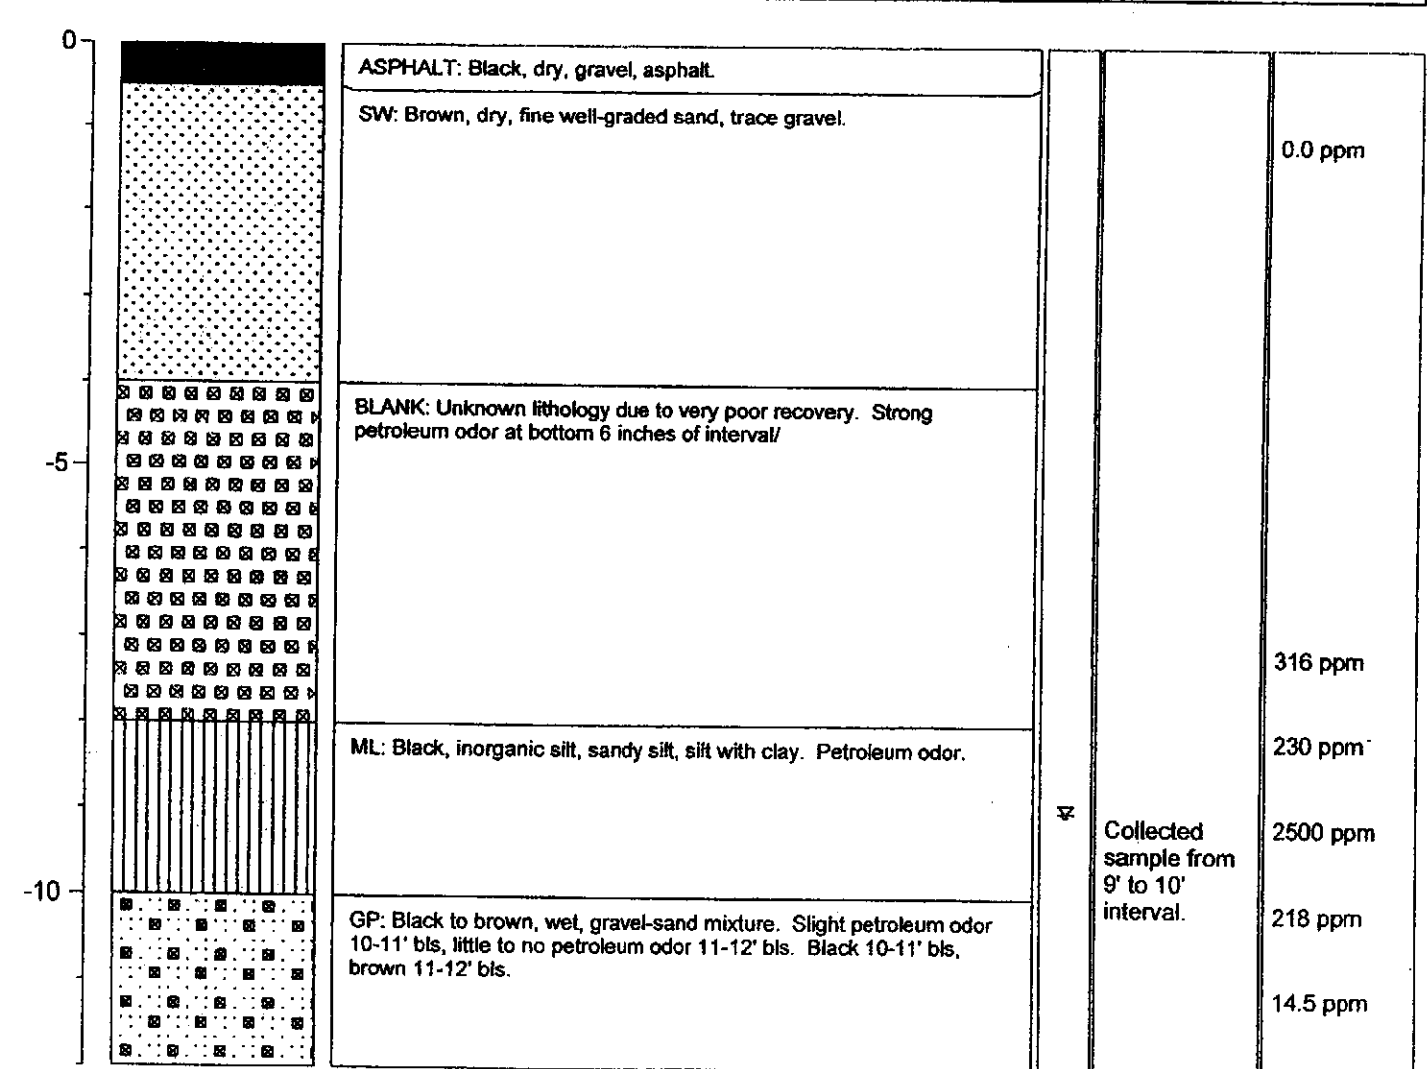 0
ASPHALT: Black, dry, gravel, asphalt.
SW: Brown, dry, fine well-graded sand, trace gravel.
0.0 ppm
BLANK: Unknown lithology due to very poor recovery. Strong
petroleum odor at bottom 6 inches of interval/
-5
316 ppm
ML: Black, inorganic silt, sandy silt, silt with clay. Petroleum odor.
230 ppm
Collected
sample from
9' to 10'
interval.
2500 ppm
-10
GP: Black to brown, wet, gravel-sand mixture. Slight petroleum odor
10-11' bls, little to no petroleum odor 11-12' bls. Black 10-11' bls,
brown 11-12' bls.
218 ppm
14.5 ppm